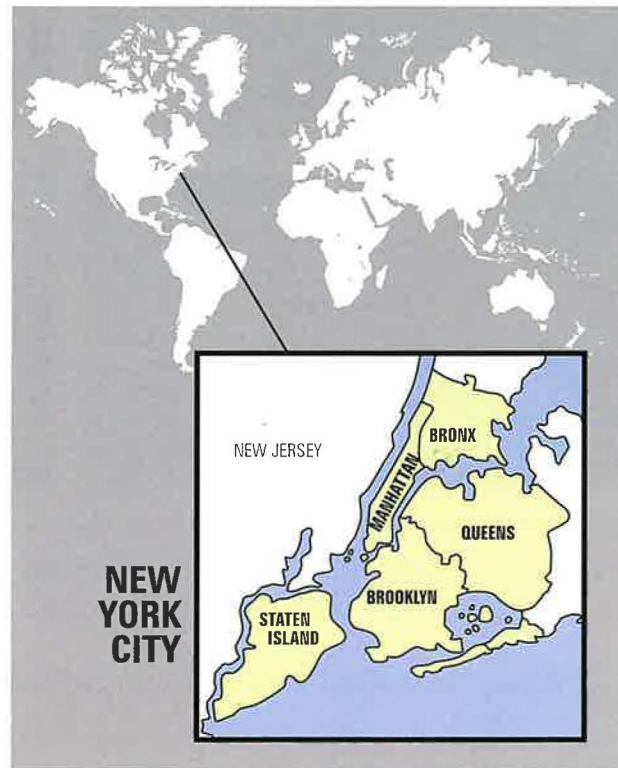 NEW JERSEY
BRONX
MANHATTAN
QUEENS
BROOKLYN
STATEN
ISLAND
NEW
YORK
CITY